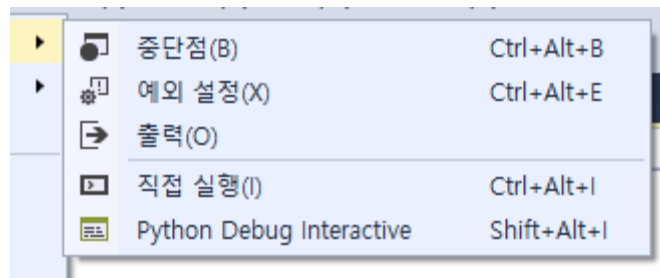 중단점(B) Ctrl+Alt+B
예외 설정(X) Ctrl+Alt+E
출력(O)
직접 실행(I) Ctrl+Alt+I
Python Debug Interactive Shift+Alt+I